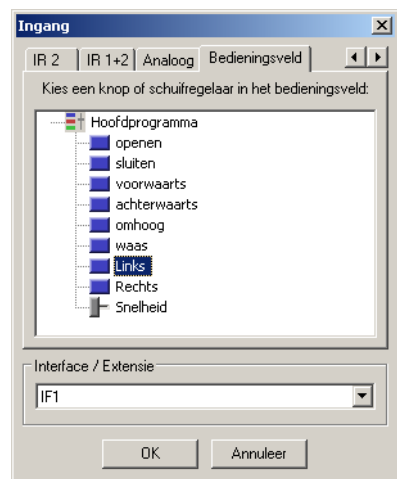 Ingang
IR 2 IR 1+2 Analoog Bedieningsveld
Kies een knop of schuifregelaar in het bedieningsveld:
Hoofdprogramma
openen
sluiten
voorwaarts
achterwaarts
omhoog
waas
Links
Rechts
Snelheid
Interface / Extensie
IF1
OK Annuleer